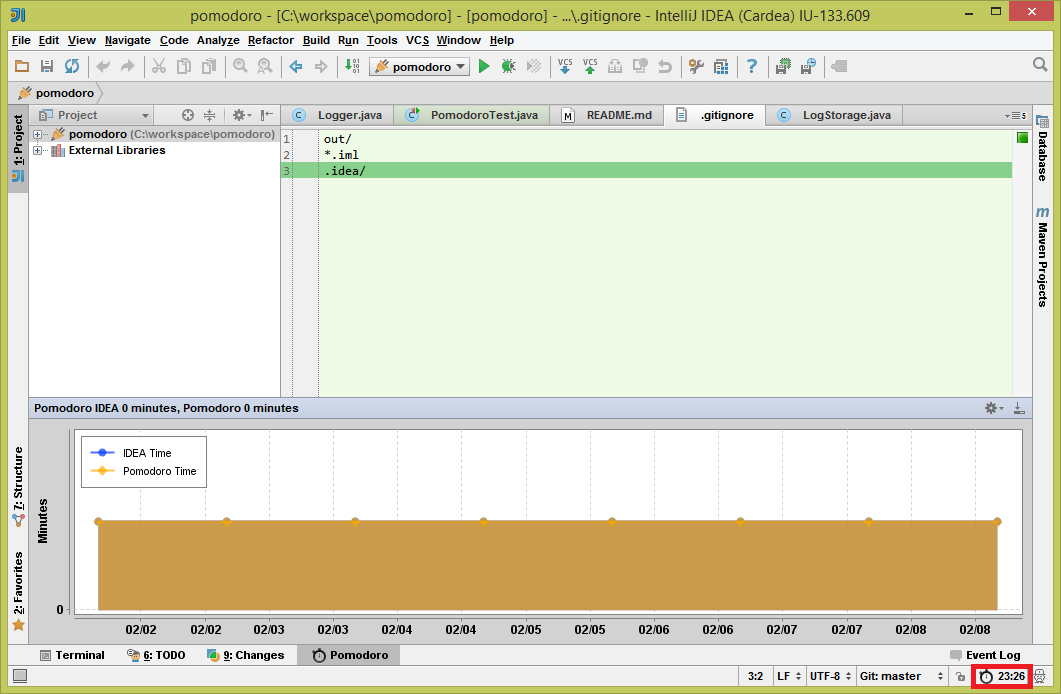 pomodoro - [C:\workspace\pomodoro] - [pomodoro] - ...\.gitignore - IntelliJ IDEA (Cardea) IU-133.609
File Edit View Navigate Code Analyze Refactor Build Run Tools VCS Window Help
pomodoro VCS VCS ?
pomodoro
1: Project
Project
Logger.java PomodoroTest.java README.md .gitignore LogStorage.java
5
pomodoro (C:\workspace\pomodoro)
External Libraries
1 out/
2 *.iml
3 .idea/
Database
m Maven Projects
7: Structure
2: Favorites
Pomodoro IDEA 0 minutes, Pomodoro 0 minutes
IDEA Time
Pomodoro Time
Minutes
0
02/02 02/02 02/03 02/03 02/04 02/04 02/05 02/05 02/06 02/06 02/07 02/07 02/08 02/08
Terminal 6: TODO 9: Changes Pomodoro Event Log
3:2 LF UTF-8 Git: master 23:26